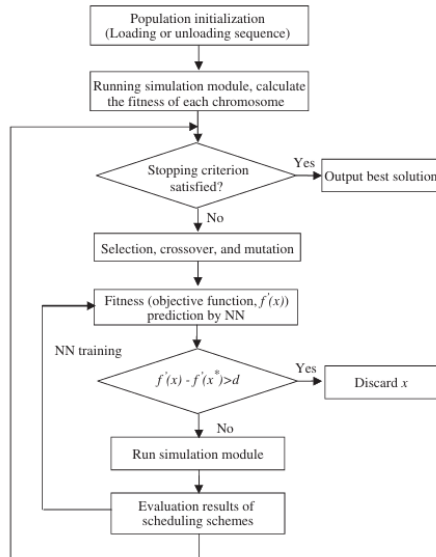 Population initialization
(Loading or unloading sequence)
Running simulation module, calculate
the fitness of each chromosome
Stopping criterion
satisfied?
Yes
Output best solution
No
Selection, crossover, and mutation
Fitness (objective function, f'(x))
prediction by NN
NN training
f'(x) - f'(x*)>d
Yes
Discard x
No
Run simulation module
Evaluation results of
scheduling schemes